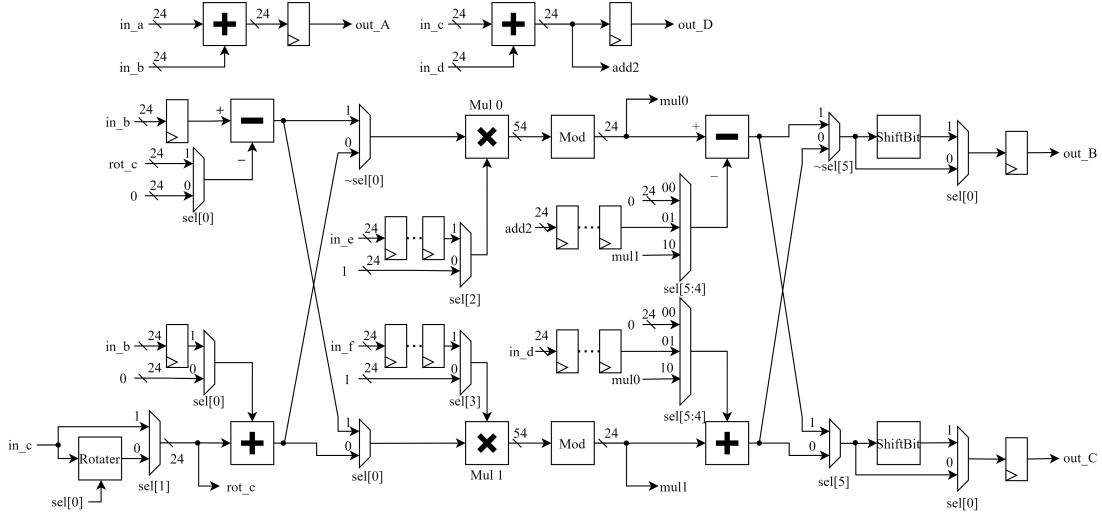 in_a 24 24 out_A
in_b 24
in_c 24 24 out_D
in_d 24 add2
in_b 24 +
rot_c 24 1 −
0 24 0
sel[0]
1
0
~sel[0]
Mul 0
54
Mod
24
mul0
+
−
in_e 24 1
1 24 0
sel[2]
0 24 00
add2 24 01
mul1 10
sel[5:4]
1
0
~sel[5]
ShiftBit
1
0
sel[0]
out_B
in_b 24 1
0 24 0
sel[0]
in_f 24 1
1 24 0
sel[3]
0 24 00
in_d 24 01
mul0 10
sel[5:4]
in_c
1
Rotater
0
24
sel[1]
sel[0]
rot_c
1
0
sel[0]
Mul 1
54
Mod
24
mul1
1
0
sel[5]
ShiftBit
1
0
sel[0]
out_C